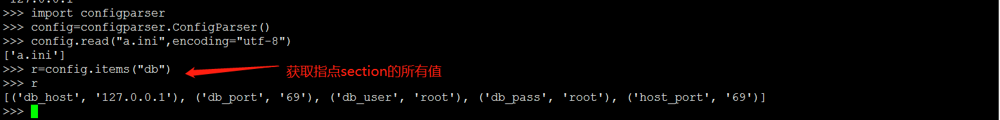 127.0.0.1
>>> import configparser
>>> config=configparser.ConfigParser()
>>> config.read("a.ini",encoding="utf-8")
['a.ini']
>>> r=config.items("db")
获取指点section的所有值
>>> r
[('db_host', '127.0.0.1'), ('db_port', '69'), ('db_user', 'root'), ('db_pass', 'root'), ('host_port', '69')]
>>>